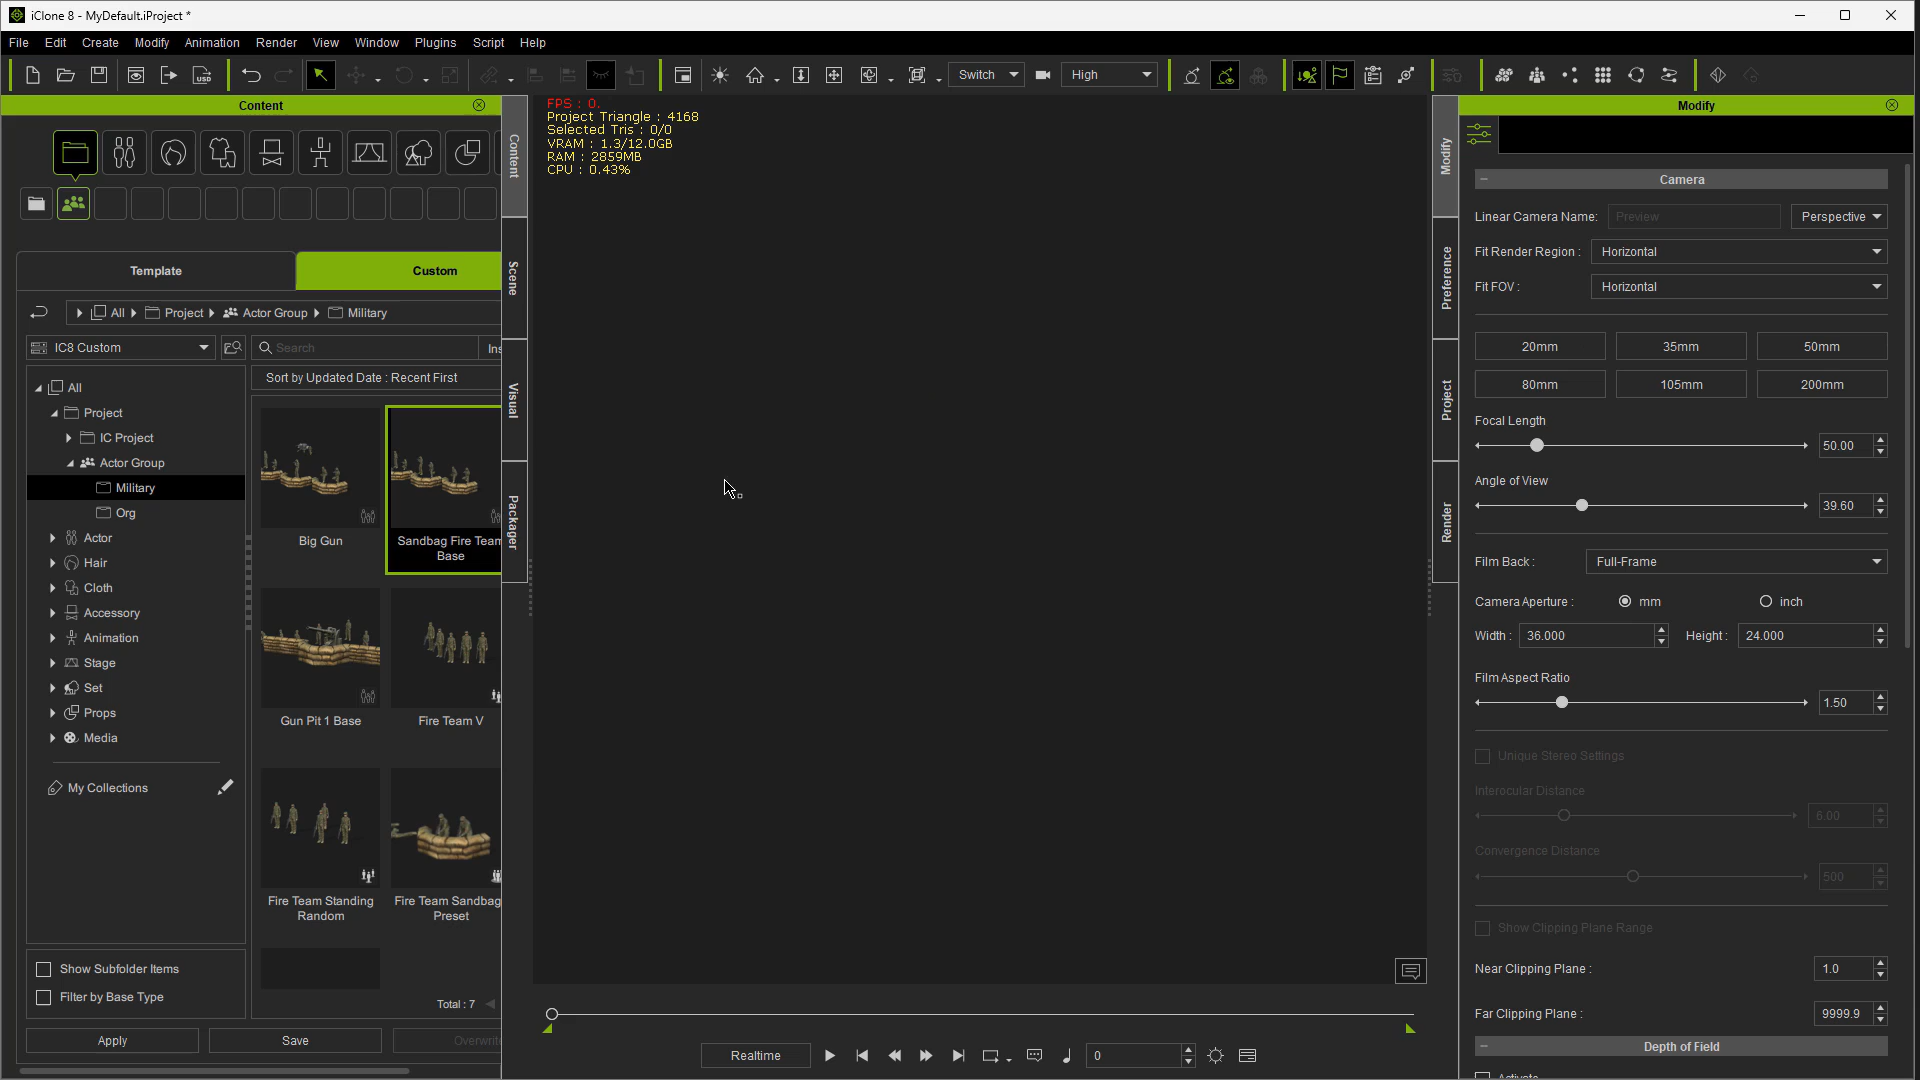 iClone 8 - MyDefault.iProject *
File Edit Create Modify Animation Render View Window Plugins Script Help
Switch High
Content
FPS : 0.
Project Triangle : 4168
Selected Tris : 0/0
VRAM : 1.3/12.0GB
RAM : 2859MB
CPU : 0.43%
Template Custom
All Project Actor Group Military
IC8 Custom Search Ins
Sort by Updated Date : Recent First
All
Project
IC Project
Actor Group
Military
Org
Actor
Hair
Cloth
Accessory
Animation
Stage
Set
Props
Media
My Collections
Big Gun
Sandbag Fire Team
Base
Gun Pit 1 Base
Fire Team V
Fire Team Standing
Random
Fire Team Sandbag
Preset
Show Subfolder Items
Filter by Base Type
Total : 7
Apply Save Overwrit
Content
Scene
Visual
Packager
Realtime 0
Modify
Preference
Project
Render
Modify
Camera
Linear Camera Name: Preview Perspective
Fit Render Region : Horizontal
Fit FOV : Horizontal
20mm 35mm 50mm
80mm 105mm 200mm
Focal Length
50.00
Angle of View
39.60
Film Back : Full-Frame
Camera Aperture : mm inch
Width : 36.000 Height : 24.000
Film Aspect Ratio
1.50
Unique Stereo Settings
Interocular Distance
6.00
Convergence Distance
500
Show Clipping Plane Range
Near Clipping Plane : 1.0
Far Clipping Plane : 9999.9
Depth of Field
Activate